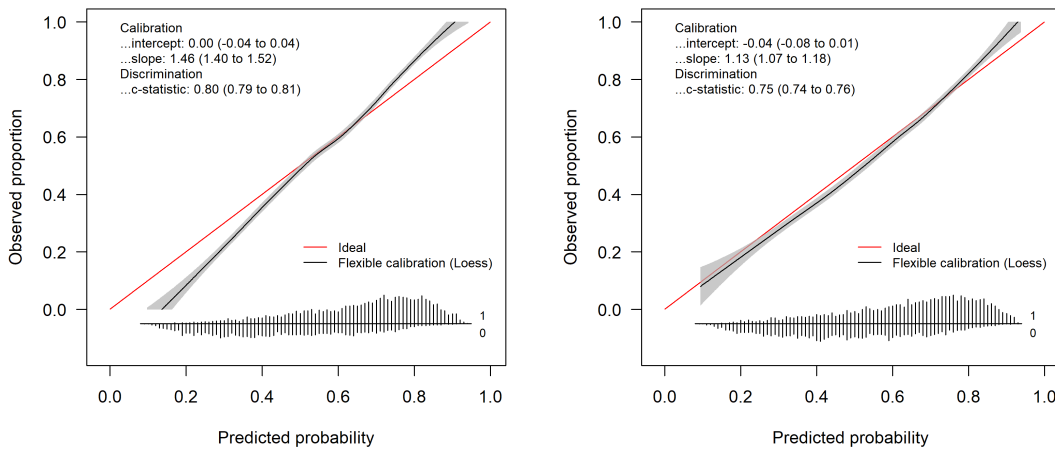 Calibration
...intercept: 0.00 (-0.04 to 0.04)
...slope: 1.46 (1.40 to 1.52)
Discrimination
...c-statistic: 0.80 (0.79 to 0.81)
1.0
0.8
0.6
0.4
0.2
0.0
Observed proportion
Ideal
Flexible calibration (Loess)
1
0
0.0 0.2 0.4 0.6 0.8 1.0
Predicted probability
Calibration
...intercept: -0.04 (-0.08 to 0.01)
...slope: 1.13 (1.07 to 1.18)
Discrimination
...c-statistic: 0.75 (0.74 to 0.76)
1.0
0.8
0.6
0.4
0.2
0.0
Observed proportion
Ideal
Flexible calibration (Loess)
1
0
0.0 0.2 0.4 0.6 0.8 1.0
Predicted probability